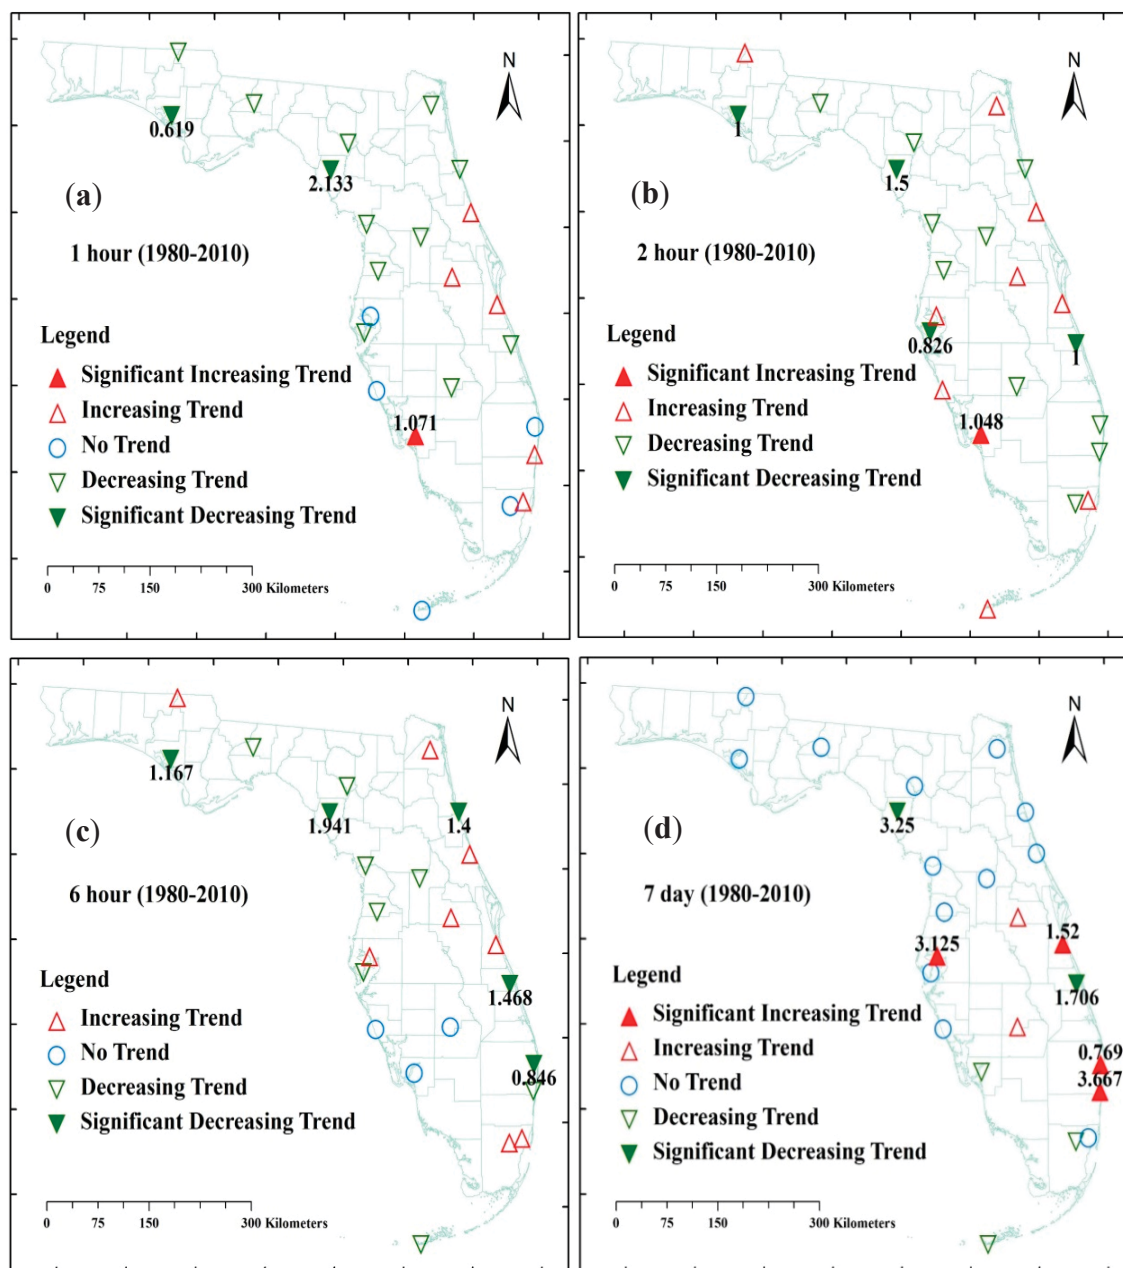 N
0.619
2.133
(a)
1 hour (1980-2010)
Legend
Significant Increasing Trend
Increasing Trend
No Trend
Decreasing Trend
Significant Decreasing Trend
1.071
0 75 150 300 Kilometers
N
1
1.5
(b)
2 hour (1980-2010)
0.826
1
Legend
Significant Increasing Trend
Increasing Trend
Decreasing Trend
Significant Decreasing Trend
1.048
0 75 150 300 Kilometers
N
1.167
1.941
1.4
(c)
6 hour (1980-2010)
1.468
Legend
Increasing Trend
No Trend
Decreasing Trend
Significant Decreasing Trend
0.846
0 75 150 300 Kilometers
N
3.25
(d)
7 day (1980-2010)
3.125
1.52
1.706
Legend
Significant Increasing Trend
Increasing Trend
No Trend
Decreasing Trend
Significant Decreasing Trend
0.769
3.667
0 75 150 300 Kilometers